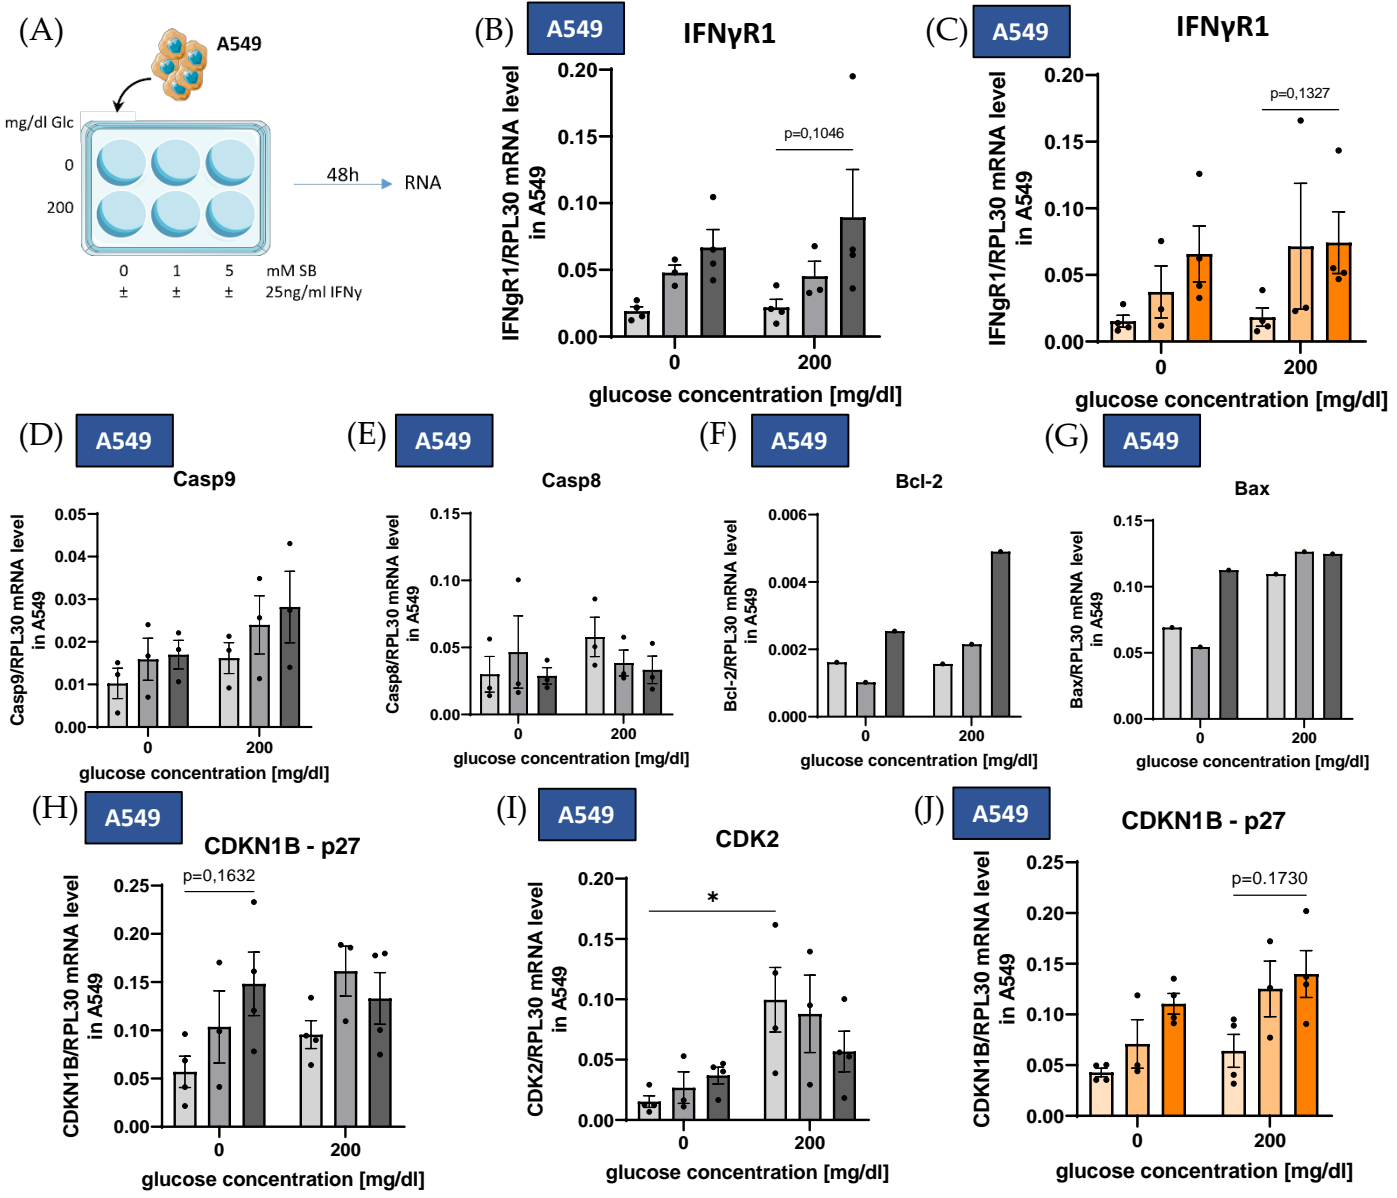 (A)
A549
mg/dl Glc
0
200
0 1 5 mM SB
± ± ± 25ng/ml IFNγ
48h
RNA
(B)
A549
IFNγR1
IFNgR1/RPL30 mRNA level
in A549
0.20
0.15
0.10
0.05
0.00
p=0,1046
0 200
glucose concentration [mg/dl]
(C)
A549
IFNγR1
IFNgR1/RPL30 mRNA level
in A549
0.20
0.15
0.10
0.05
0.00
p=0,1327
0 200
glucose concentration [mg/dl]
(D)
A549
Casp9
Casp9/RPL30 mRNA level
in A549
0.05
0.04
0.03
0.02
0.01
0.00
0 200
glucose concentration [mg/dl]
(E)
A549
Casp8
Casp8/RPL30 mRNA level
in A549
0.15
0.10
0.05
0.00
0 200
glucose concentration [mg/dl]
(F)
A549
Bcl-2
Bcl-2/RPL30 mRNA level
in A549
0.006
0.004
0.002
0.000
0 200
glucose concentration [mg/dl]
(G)
A549
Bax
Bax/RPL30 mRNA level
in A549
0.15
0.10
0.05
0.00
0 200
glucose concentration [mg/dl]
(H)
A549
CDKN1B - p27
CDKN1B/RPL30 mRNA level
in A549
0.25
0.20
0.15
0.10
0.05
0.00
p=0,1632
0 200
glucose concentration [mg/dl]
(I)
A549
CDK2
CDK2/RPL30 mRNA level
in A549
0.20
0.15
0.10
0.05
0.00
*
0 200
glucose concentration [mg/dl]
(J)
A549
CDKN1B - p27
CDKN1B/RPL30 mRNA level
in A549
0.25
0.20
0.15
0.10
0.05
0.00
p=0.1730
0 200
glucose concentration [mg/dl]